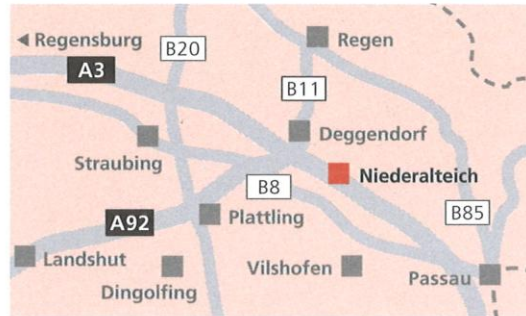 ◄ Regensburg
B20
Regen
A3
B11
Deggendorf
Straubing
Niederalteich
B8
A92
Plattling
B85
Landshut
Vilshofen
Passau
Dingolfing